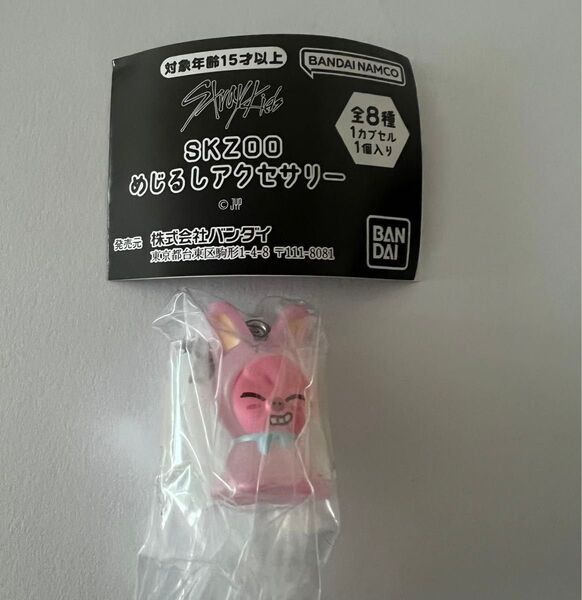 対象年齢15才以上
BANDAI NAMCO
StrayKids
全8種
1カプセル
1個入り
SKZOO
めじるしアクセサリー
© JYP
発売元 株式会社バンダイ
東京都台東区駒形1-4-8 〒111-8081
BAN
DAI